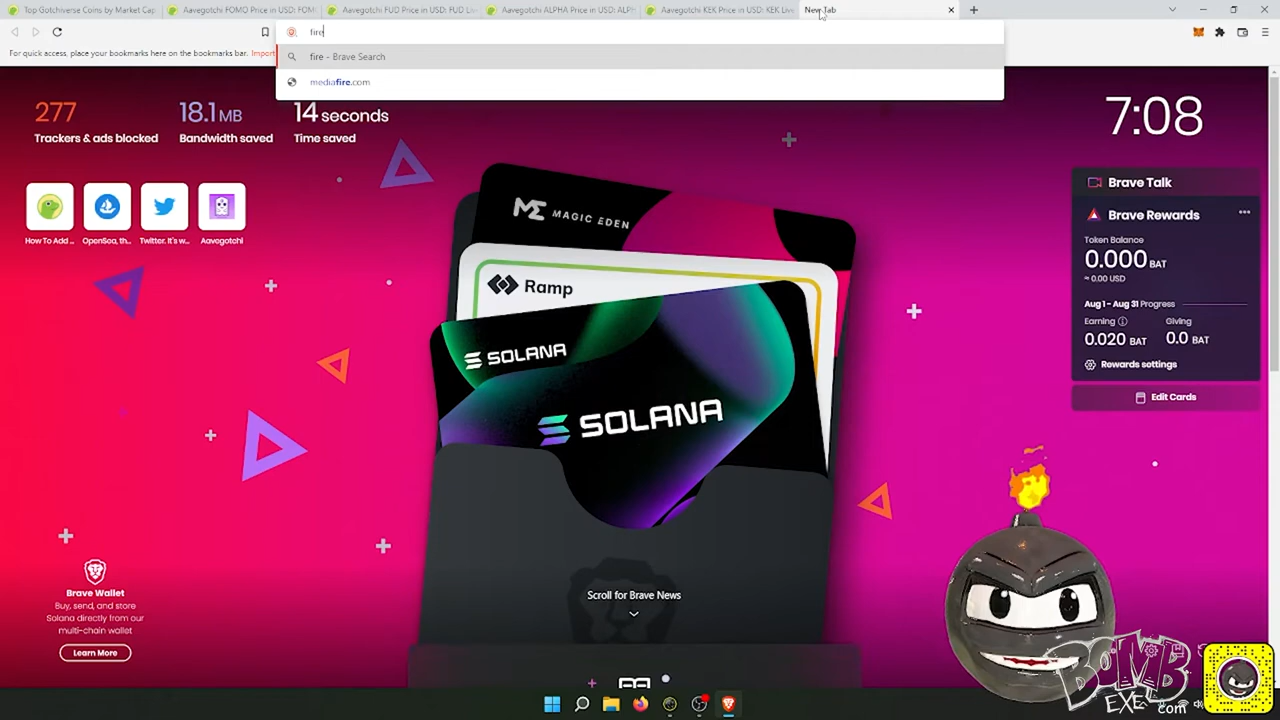 Top Gotchiverse Coins by Market Cap
Aavegotchi FOMO Price in USD: FOM
Aavegotchi FUD Price in USD: FUD Liv
Aavegotchi ALPHA Price in USD: ALPH
Aavegotchi KEK Price in USD: KEK Live
New Tab
fire
For quick access, place your bookmarks here on the bookmarks bar. Import
fire - Brave Search
mediafire.com
277
Trackers & ads blocked
18.1 MB
Bandwidth saved
14 seconds
Time saved
7:08
How To Add ...
OpenSea, th...
Twitter. It's w...
Aavegotchi
Brave Talk
Brave Rewards
Token Balance
0.000 BAT
≈ 0.00 USD
Aug 1 - Aug 31 Progress
Earning
Giving
0.020 BAT
0.0 BAT
Rewards settings
Edit Cards
ME MAGIC EDEN
Ramp
SOLANA
SOLANA
Scroll for Brave News
Brave Wallet
Buy, send, and store
Solana directly from our
multi-chain wallet
Learn More
BOMB
EXE.com